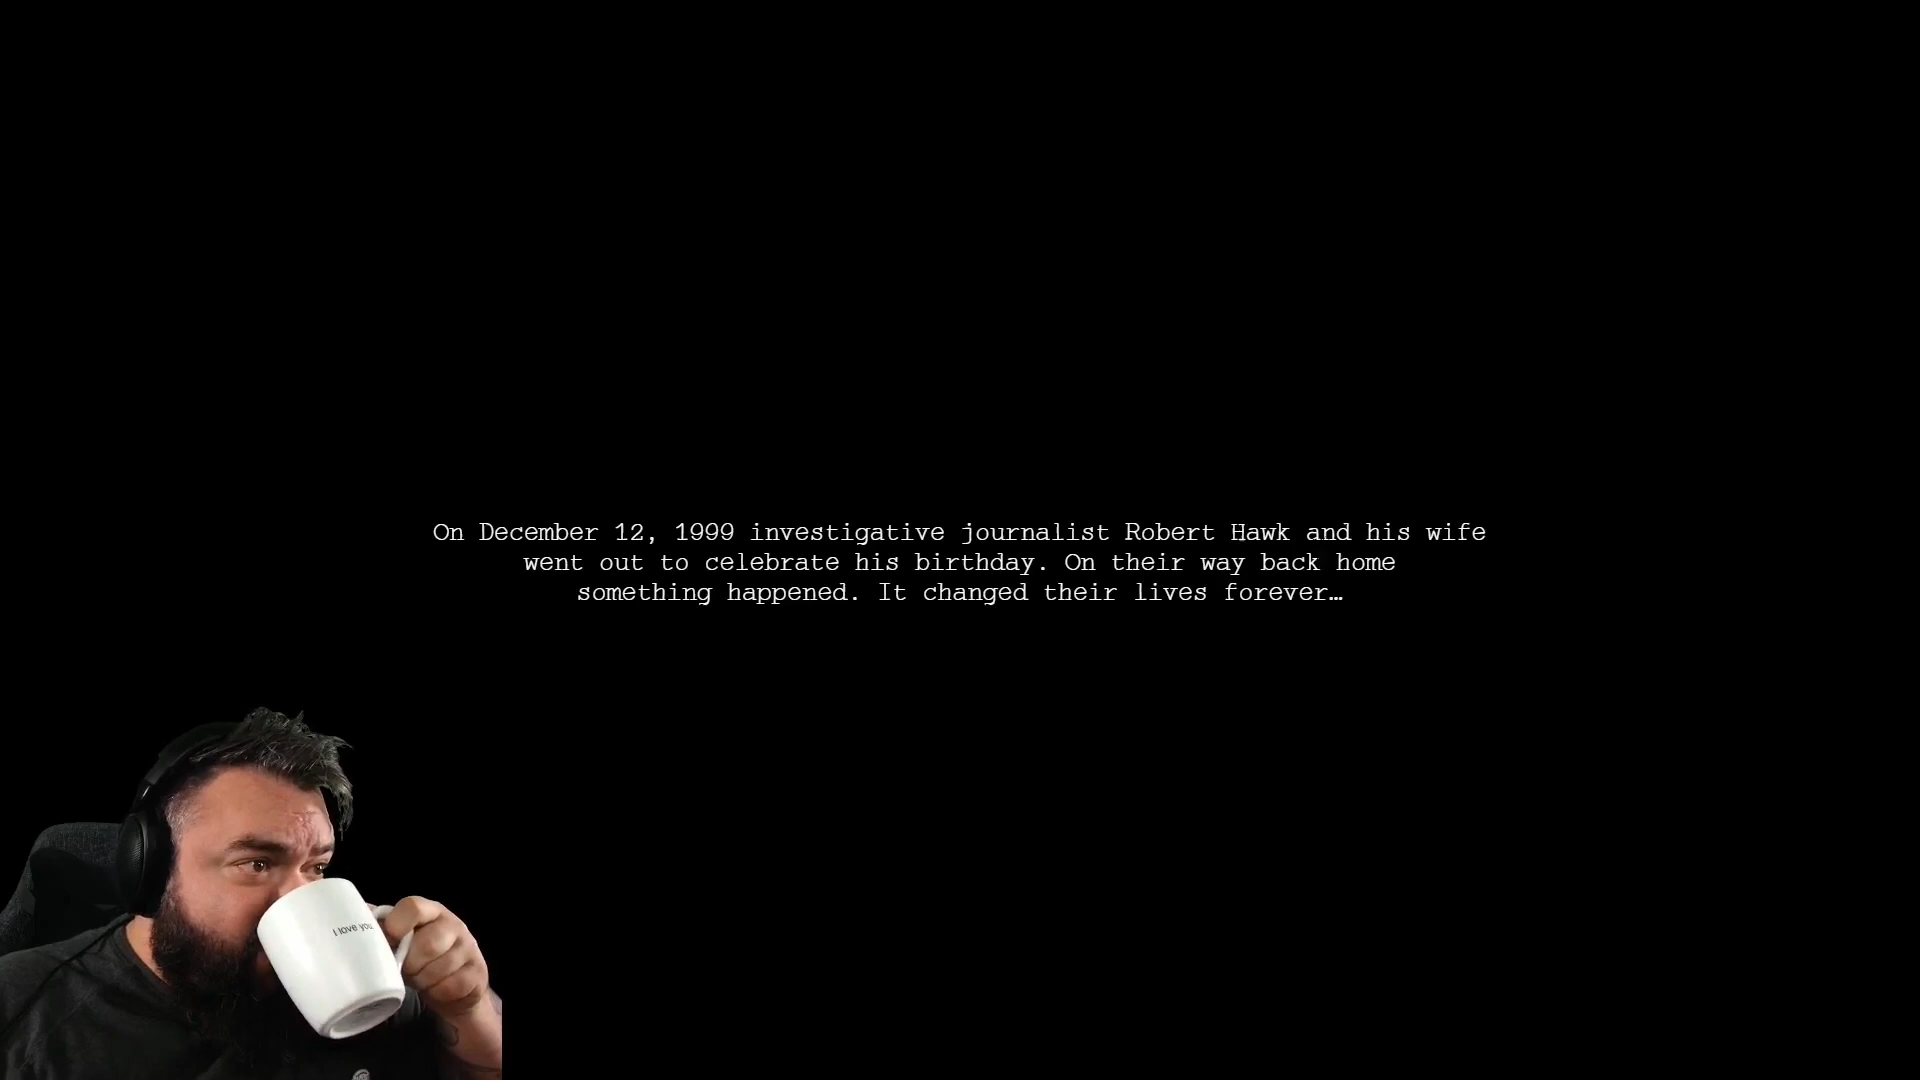 On December 12, 1999 investigative journalist Robert Hawk and his wife
went out to celebrate his birthday. On their way back home
something happened. It changed their lives forever…
I love you.